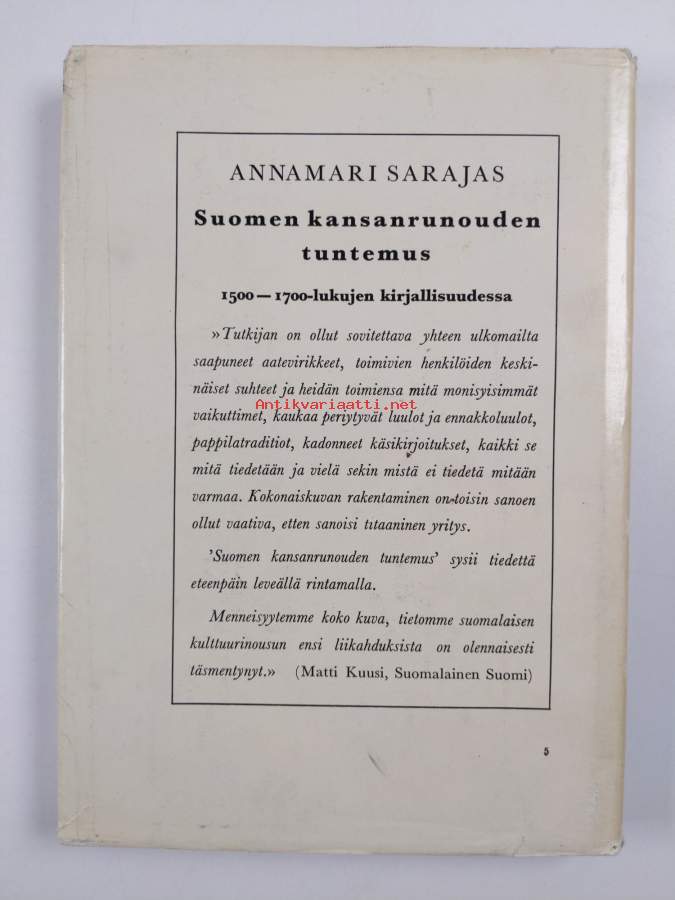 ANNAMARI SARAJAS
Suomen kansanrunouden
tuntemus
1500—1700-lukujen kirjallisuudessa
»Tutkijan on ollut sovitettava yhteen ulkomailta
saapuneet aatevirikkeet, toimivien henkilöiden keski-
näiset suhteet ja heidän toimiensa mitä monisyisimmät
Antikvariaatti.net
vaikuttimet, kaukaa periytyvät luulot ja ennakkoluulot,
pappilatraditiot, kadonneet käsikirjoitukset, kaikki se
mitä tiedetään ja vielä sekin mistä ei tiedetä mitään
varmaa. Kokonaiskuvan rakentaminen on toisin sanoen
ollut vaativa, etten sanoisi titaaninen yritys.
'Suomen kansanrunouden tuntemus' sysii tiedettä
eteenpäin leveällä rintamalla.
Menneisyytemme koko kuva, tietomme suomalaisen
kulttuurinousun ensi liikahduksista on olennaisesti
täsmentynyt.» (Matti Kuusi, Suomalainen Suomi)
5